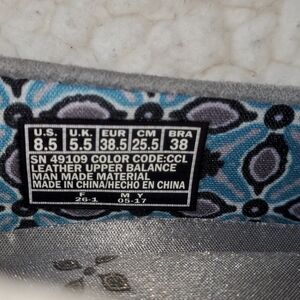 U.S. U.K. EUR CM BRA
8.5 5.5 38.5 25.5 38
SN 49109 COLOR CODE:CCL
LEATHER UPPER BALANCE
MAN MADE MATERIAL
MADE IN CHINA/HECHO EN CHINA
F M Y
26-1 05-17